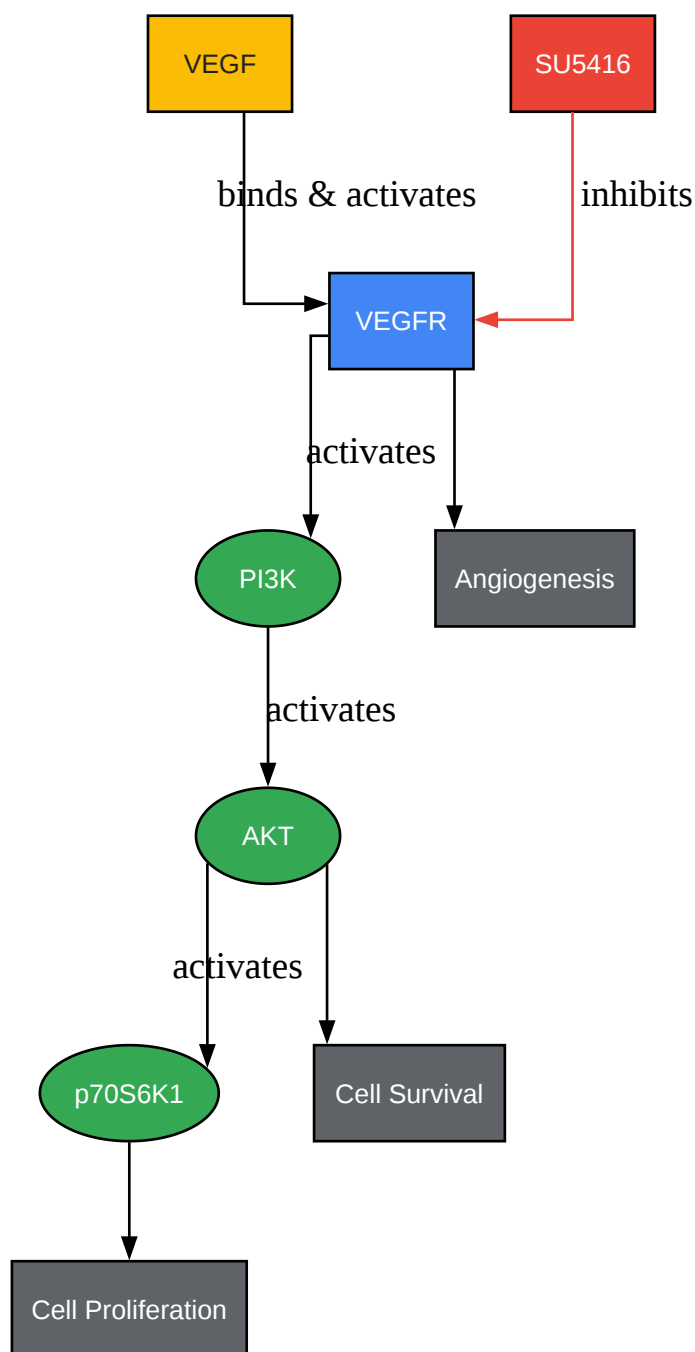 VEGF
SU5416
binds & activates
inhibits
VEGFR
activates
PI3K
Angiogenesis
activates
AKT
activates
p70S6K1
Cell Survival
Cell Proliferation